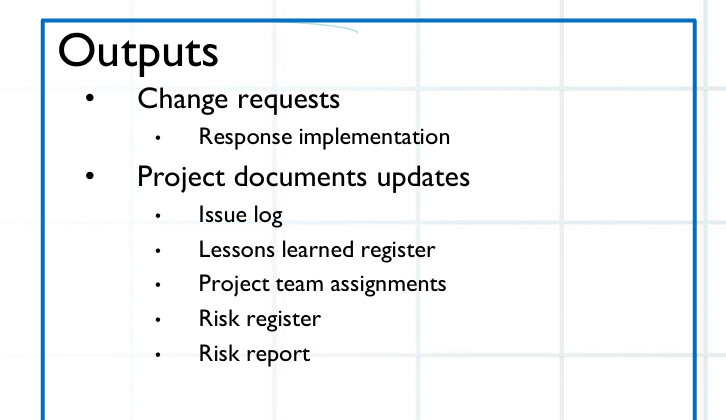 Outputs
• Change requests
• Response implementation
• Project documents updates
• Issue log
• Lessons learned register
• Project team assignments
• Risk register
• Risk report